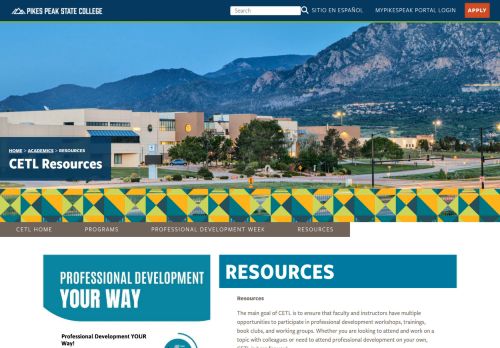 PIKES PEAK STATE COLLEGE
Search
SITIO EN ESPAÑOL
MYPIKESPEAK PORTAL LOGIN
APPLY
HOME > ACADEMICS > RESOURCES
CETL Resources
CETL HOME
PROGRAMS
PROFESSIONAL DEVELOPMENT WEEK
RESOURCES
PROFESSIONAL DEVELOPMENT
YOUR WAY
Professional Development YOUR
Way!
RESOURCES
Resources
The main goal of CETL is to ensure that faculty and instructors have multiple
opportunities to participate in professional development workshops, trainings,
book clubs, and working groups. Whether you are looking to attend and work on a
topic with colleagues or need to attend professional development on your own,